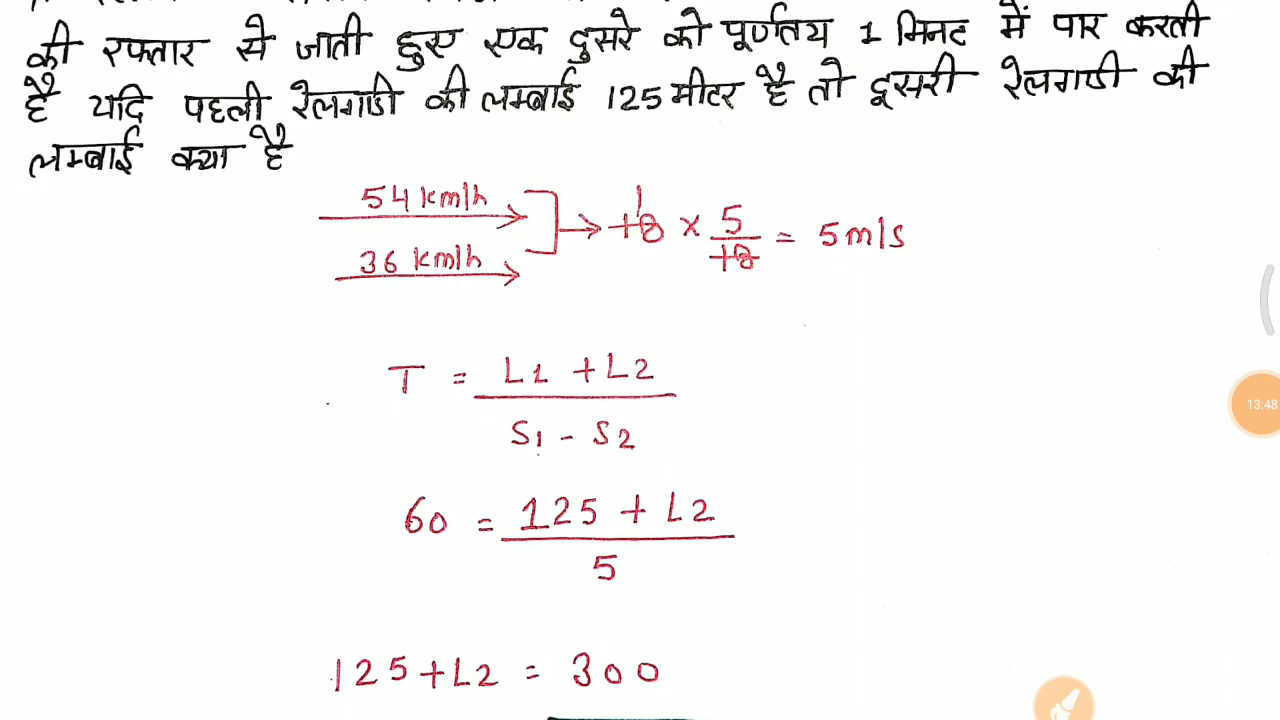 की रफ्तार से जाती हुए एक दुसरे को पूर्णतय 1 मिनट में पार करती
है यदि पहली रेलगाडी की लम्बाई 125 मीटर है तो दूसरी रेलगाडी की
लम्बाई क्या है
54 km/h
36 km/h
18 × 5/18 = 5 m/s
T = L1 + L2
S1 - S2
60 = 125 + L2
5
125 + L2 = 300
13:48